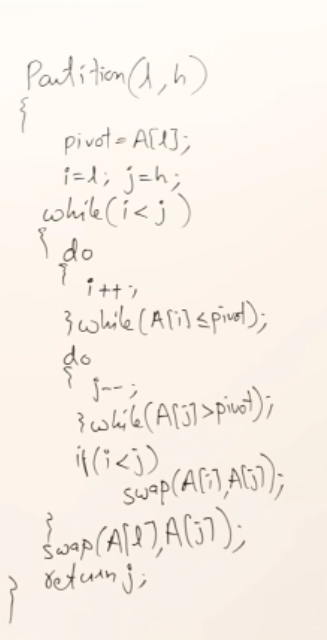 Partition(l,h)
{
pivot=A[l];
i=l; j=h;
while(i<j)
{ do
{
i++;
}while(A[i]≤pivot);
do
{
j--;
}while(A[j]>pivot);
if(i<j)
swap(A[i],A[j]);
}
swap(A[l],A[j]);
return j;
}